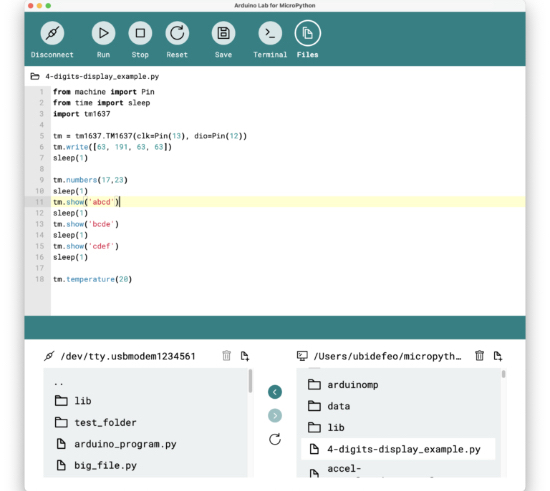 Arduino Lab for MicroPython
Disconnect Run Stop Reset Save Terminal Files
4-digits-display_example.py
1 from machine import Pin
2 from time import sleep
3 import tm1637
4
5 tm = tm1637.TM1637(clk=Pin(13), dio=Pin(12))
6 tm.write([63, 191, 63, 63])
7 sleep(1)
8
9 tm.numbers(17,23)
10 sleep(1)
11 tm.show('abcd')
12 sleep(1)
13 tm.show('bcde')
14 sleep(1)
15 tm.show('cdef')
16 sleep(1)
17
18 tm.temperature(20)
/dev/tty.usbmodem1234561
..
lib
test_folder
arduino_program.py
big_file.py
/Users/ubidefeo/micropyth…
arduinomp
data
lib
4-digits-display_example.py
accel-